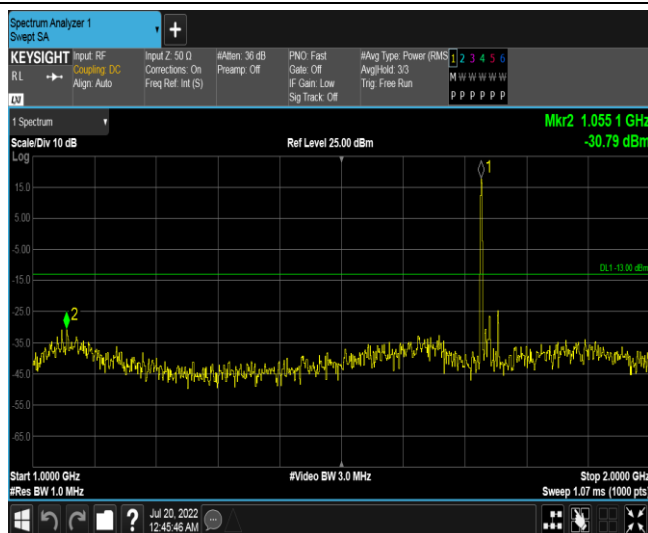 Spectrum Analyzer 1
Swept SA
KEYSIGHT
RL
LXI
Input: RF
Coupling: DC
Align: Auto
Input Z: 50 Ω
Corrections: On
Freq Ref: Int (S)
#Atten: 36 dB
Preamp: Off
PNO: Fast
Gate: Off
IF Gain: Low
Sig Track: Off
#Avg Type: Power (RMS
Avg|Hold: 3/3
Trig: Free Run
1 2 3 4 5 6
M W W W W W
P P P P P P
1 Spectrum
Scale/Div 10 dB
Ref Level 25.00 dBm
Mkr2 1.055 1 GHz
-30.79 dBm
Log
15.0
5.00
-5.00
-15.0
-25.0
-35.0
-45.0
-55.0
-65.0
1
2
DL1 -13.00 dBm
Start 1.0000 GHz
#Res BW 1.0 MHz
#Video BW 3.0 MHz
Stop 2.0000 GHz
Sweep 1.07 ms (1000 pts)
?
Jul 20, 2022
12:45:46 AM